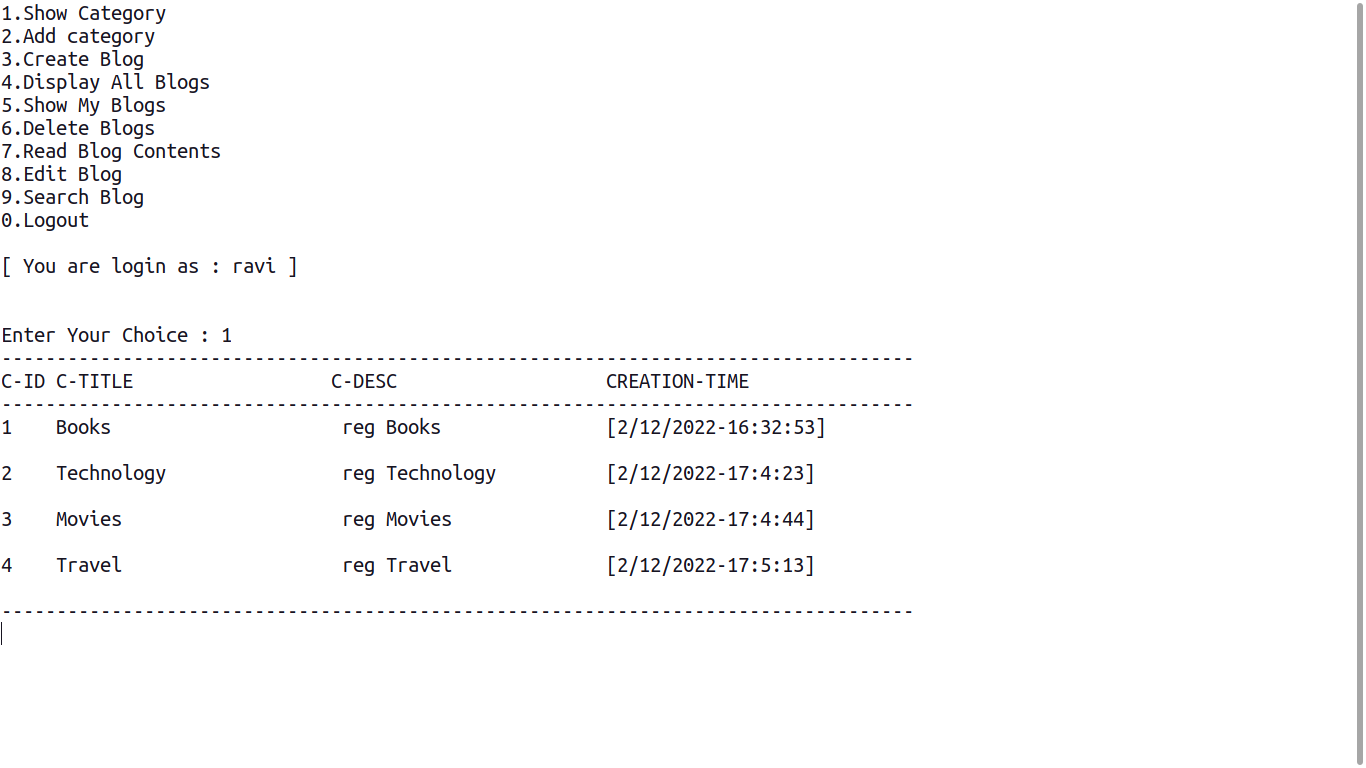 1.Show Category
2.Add category
3.Create Blog
4.Display All Blogs
5.Show My Blogs
6.Delete Blogs
7.Read Blog Contents
8.Edit Blog
9.Search Blog
0.Logout
[ You are login as : ravi ]
Enter Your Choice : 1
-----------------------------------------------------------------------------------
C-ID C-TITLE                  C-DESC                   CREATION-TIME
-----------------------------------------------------------------------------------
1    Books                     reg Books               [2/12/2022-16:32:53]
2    Technology                reg Technology          [2/12/2022-17:4:23]
3    Movies                    reg Movies              [2/12/2022-17:4:44]
4    Travel                    reg Travel              [2/12/2022-17:5:13]
-----------------------------------------------------------------------------------